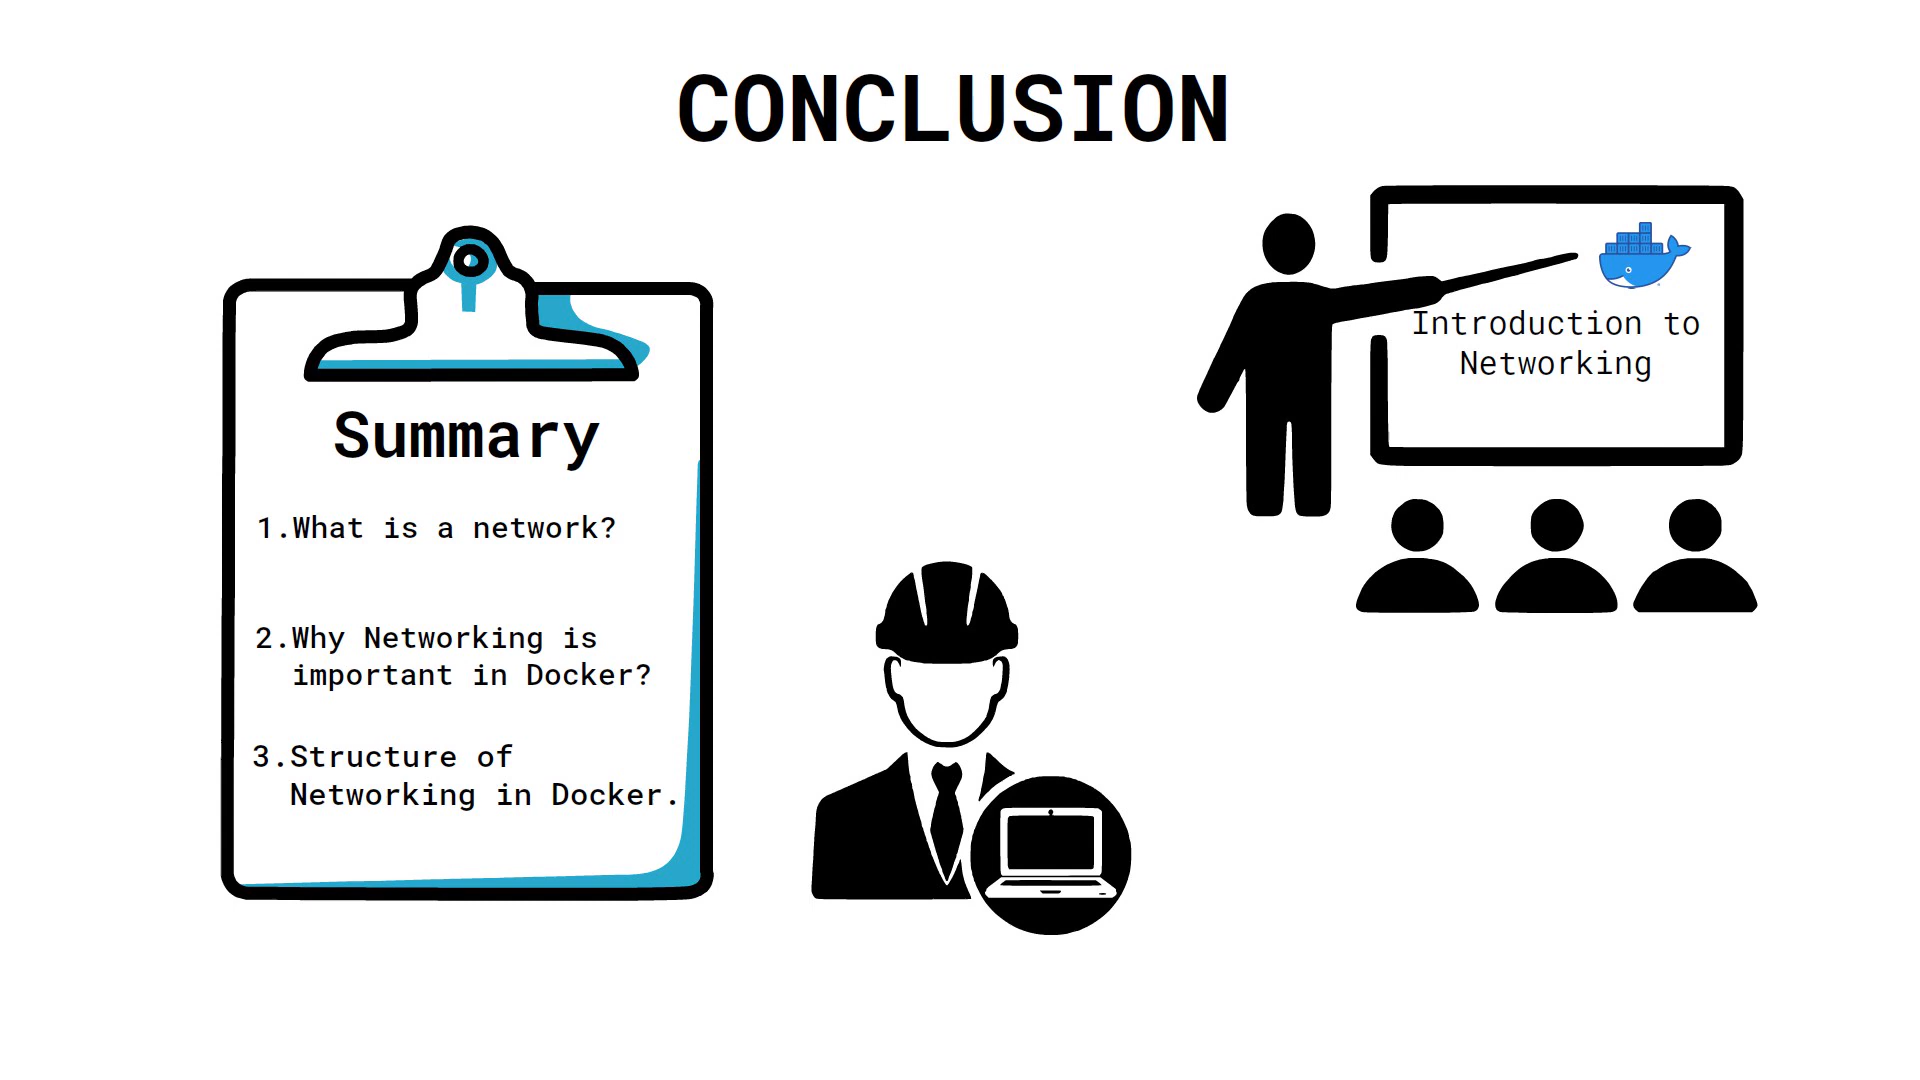 CONCLUSION
Summary
1.What is a network?
2.Why Networking is
important in Docker?
3.Structure of
Networking in Docker.
Introduction to
Networking